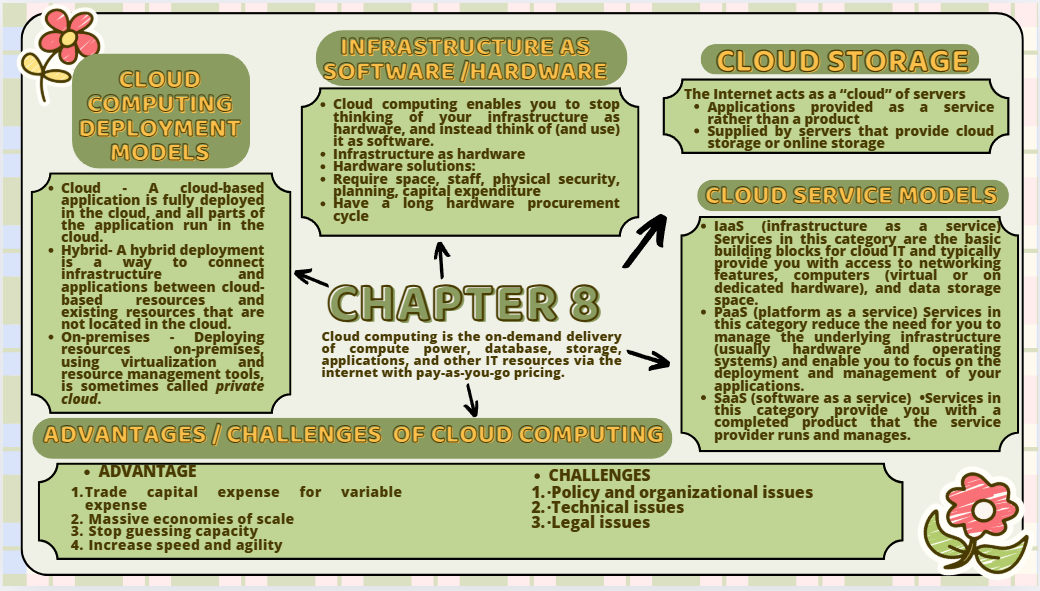 CLOUD
COMPUTING
DEPLOYMENT
MODELS
• Cloud - A cloud-based
application is fully deployed
in the cloud, and all parts of
the application run in the
cloud.
• Hybrid- A hybrid deployment
is a way to connect
infrastructure and
applications between cloud-
based resources and
existing resources that are
not located in the cloud.
• On-premises - Deploying
resources on-premises,
using virtualization and
resource management tools,
is sometimes called private
cloud.
INFRASTRUCTURE AS
SOFTWARE /HARDWARE
• Cloud computing enables you to stop
thinking of your infrastructure as
hardware, and instead think of (and use)
it as software.
• Infrastructure as hardware
• Hardware solutions:
• Require space, staff, physical security,
planning, capital expenditure
• Have a long hardware procurement
cycle
CLOUD STORAGE
The Internet acts as a “cloud” of servers
• Applications provided as a service
rather than a product
• Supplied by servers that provide cloud
storage or online storage
CLOUD SERVICE MODELS
• IaaS (infrastructure as a service)
Services in this category are the basic
building blocks for cloud IT and typically
provide you with access to networking
features, computers (virtual or on
dedicated hardware), and data storage
space.
• PaaS (platform as a service) Services in
this category reduce the need for you to
manage the underlying infrastructure
(usually hardware and operating
systems) and enable you to focus on the
deployment and management of your
applications.
• SaaS (software as a service) •Services in
this category provide you with a
completed product that the service
provider runs and manages.
CHAPTER 8
Cloud computing is the on-demand delivery
of compute power, database, storage,
applications, and other IT resources via the
internet with pay-as-you-go pricing.
ADVANTAGES / CHALLENGES OF CLOUD COMPUTING
• ADVANTAGE
1.Trade capital expense for variable
expense
2. Massive economies of scale
3. Stop guessing capacity
4. Increase speed and agility
• CHALLENGES
1.·Policy and organizational issues
2.·Technical issues
3.·Legal issues